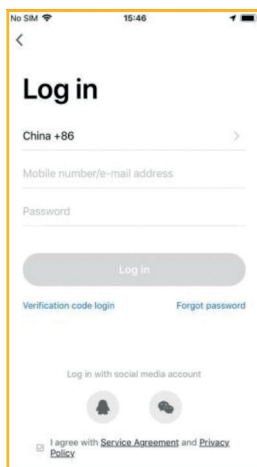 No SIM 15:46
Log in
China +86
Mobile number/e-mail address
Password
Log in
Verification code login Forgot password
Log in with social media account
I agree with Service Agreement and Privacy
Policy